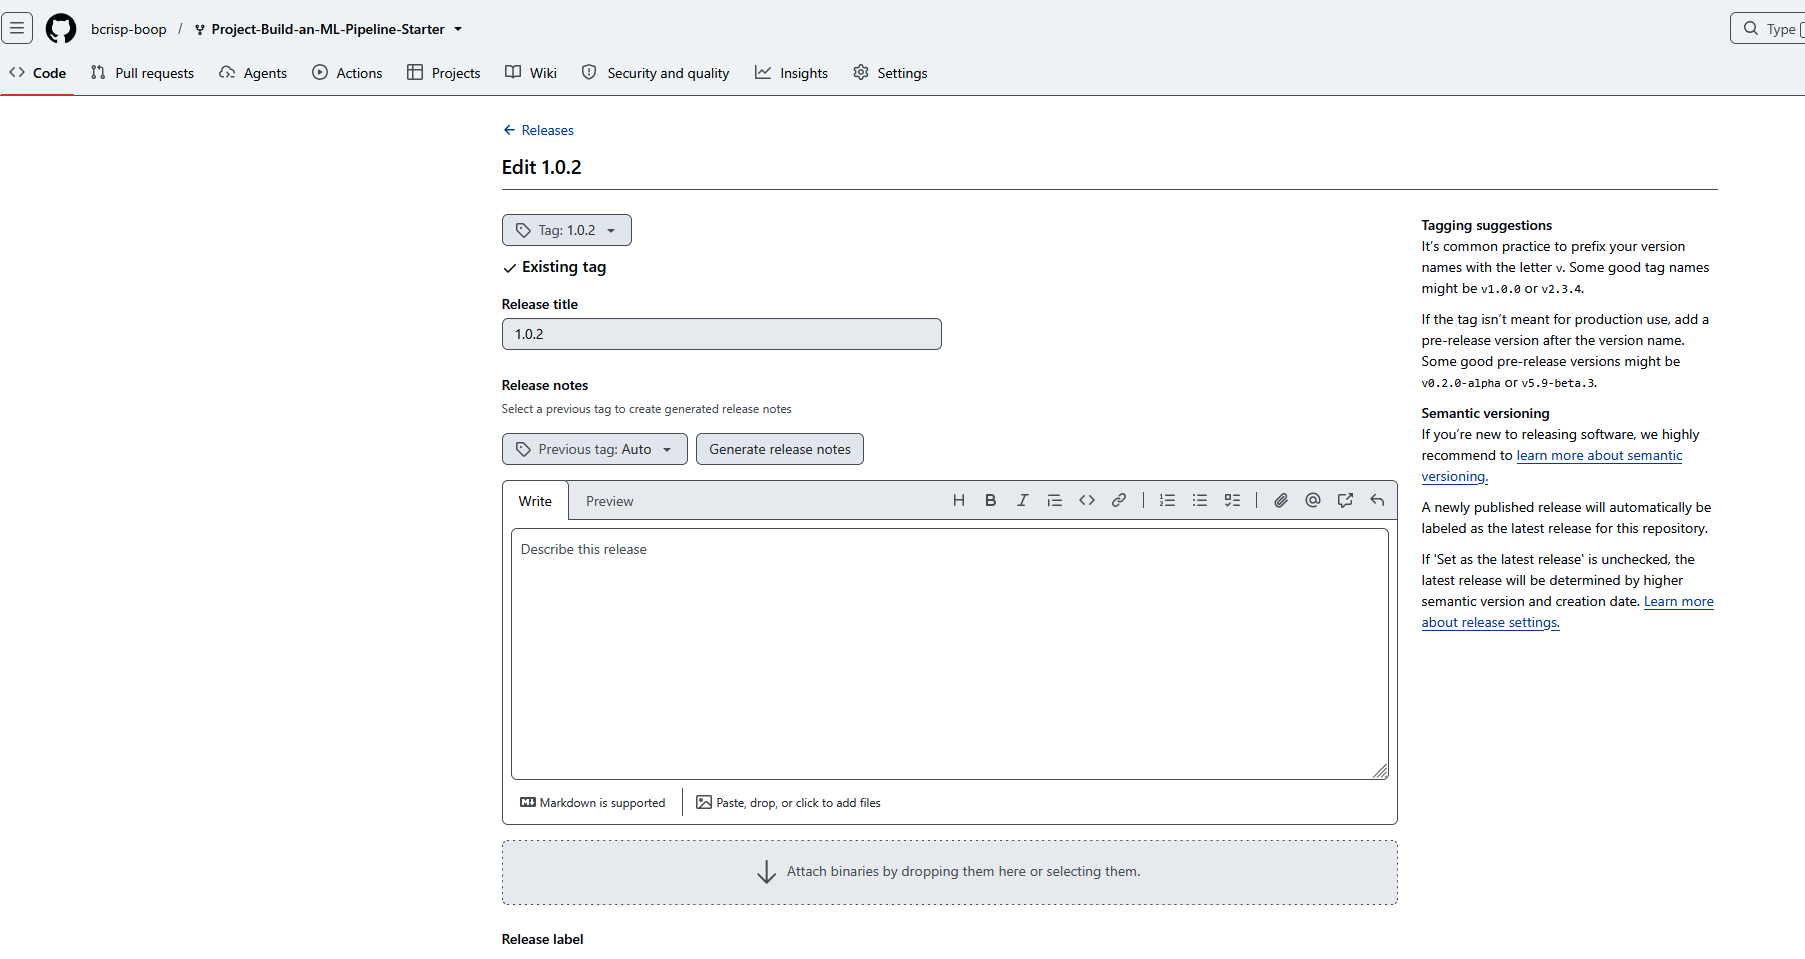 bcrisp-boop / Project-Build-an-ML-Pipeline-Starter
Type
Code
Pull requests
Agents
Actions
Projects
Wiki
Security and quality
Insights
Settings
Releases
Edit 1.0.2
Tag: 1.0.2
Existing tag
Release title
1.0.2
Release notes
Select a previous tag to create generated release notes
Previous tag: Auto
Generate release notes
Write
Preview
Describe this release
Markdown is supported
Paste, drop, or click to add files
Attach binaries by dropping them here or selecting them.
Release label
Tagging suggestions
It’s common practice to prefix your version
names with the letter v. Some good tag names
might be v1.0.0 or v2.3.4.
If the tag isn’t meant for production use, add a
pre-release version after the version name.
Some good pre-release versions might be
v0.2.0-alpha or v5.9-beta.3.
Semantic versioning
If you’re new to releasing software, we highly
recommend to learn more about semantic
versioning.
A newly published release will automatically be
labeled as the latest release for this repository.
If 'Set as the latest release' is unchecked, the
latest release will be determined by higher
semantic version and creation date. Learn more
about release settings.